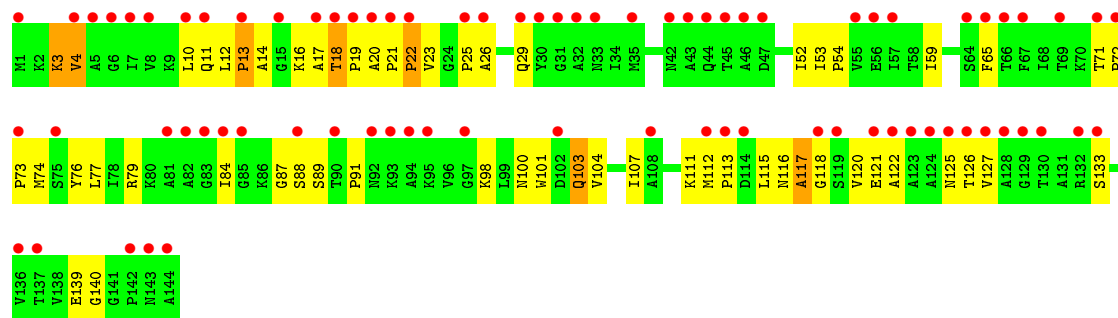 M1 K2 K3 V4 A5 G6 I7 V8 K9 L10 Q11 L12 P13 A14 G15 K16 A17 T18 P19 A20 P21 P22 V23 G24 P25 A26 Q29 Y30 G31 A32 N33 I34 M35 N42 A43 Q44 T45 A46 D47 I52 I53 P54 V55 E56 I57 T58 I59 S64 F65 T66 F67 I68 T69 K70 T71 P72
P73 M74 S75 Y76 L77 I78 R79 K80 A81 A82 G83 I84 G85 K86 G87 S88 S89 T90 P91 N92 K93 A94 K95 V96 G97 K98 L99 N100 W101 D102 Q103 V104 I107 A108 K111 M112 P113 D114 L115 N116 A117 G118 S119 V120 E121 A122 A123 A124 N125 T126 V127 A128 G129 T130 A131 R132 S133
V136 T137 V138 E139 G140 G141 P142 N143 A144